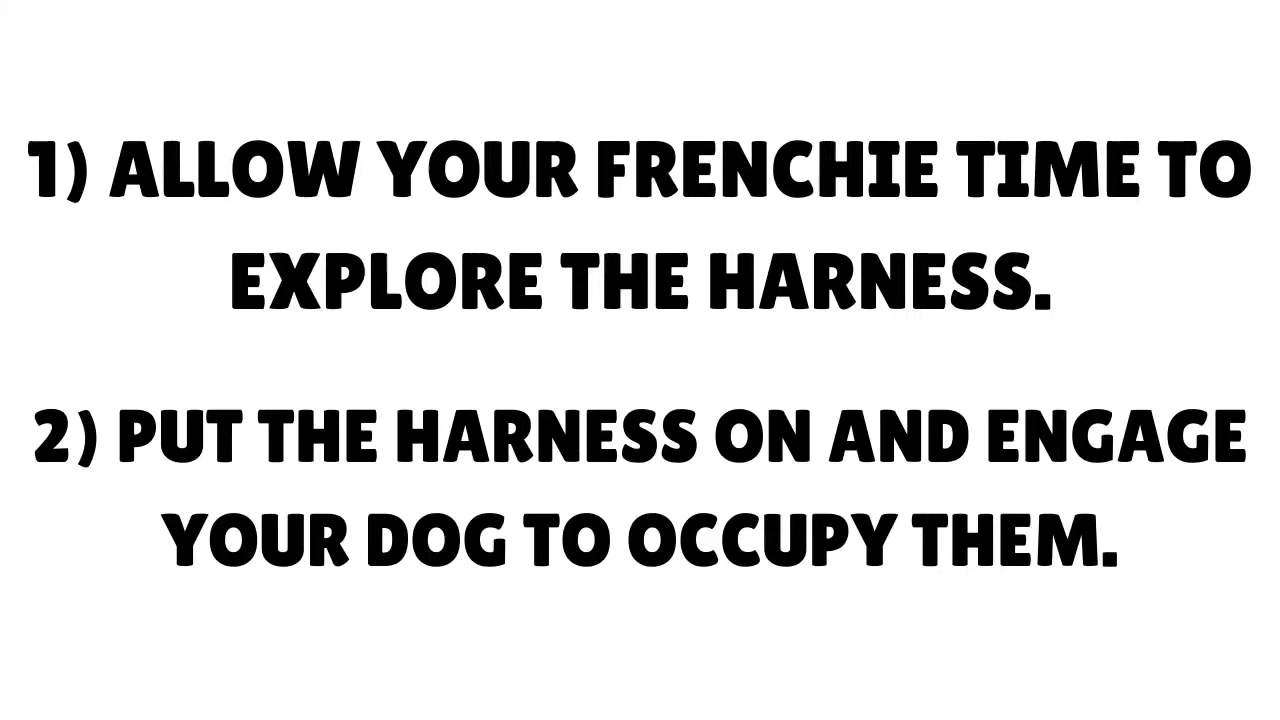 1) ALLOW YOUR FRENCHIE TIME TO
EXPLORE THE HARNESS.
2) PUT THE HARNESS ON AND ENGAGE
YOUR DOG TO OCCUPY THEM.